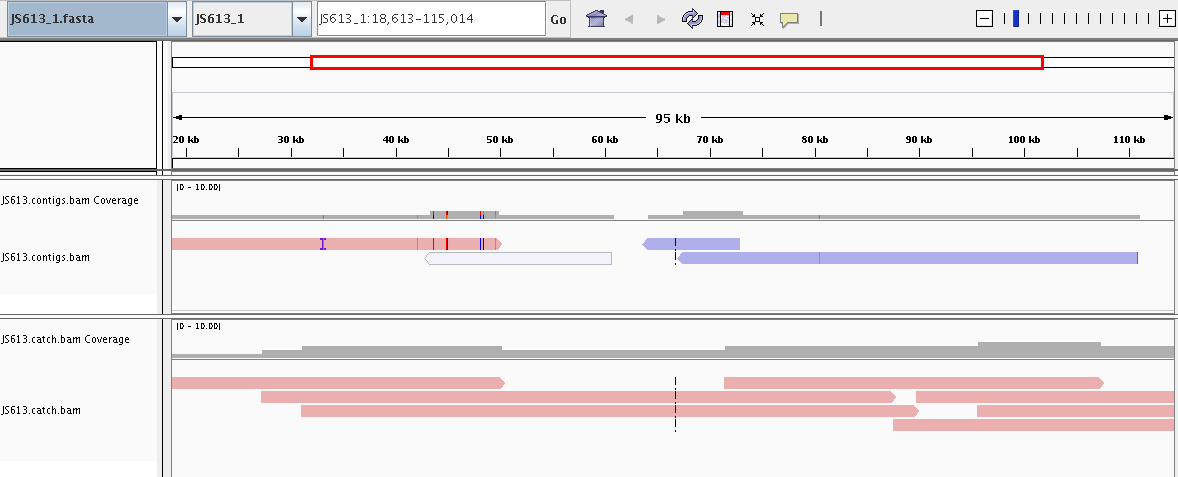 JS613_1.fasta JS613_1 JS613_1:18,613-115,014 Go
95 kb
20 kb 30 kb 40 kb 50 kb 60 kb 70 kb 80 kb 90 kb 100 kb 110 kb
[0 - 10.00]
JS613.contigs.bam Coverage
JS613.contigs.bam
[0 - 10.00]
JS613.catch.bam Coverage
JS613.catch.bam